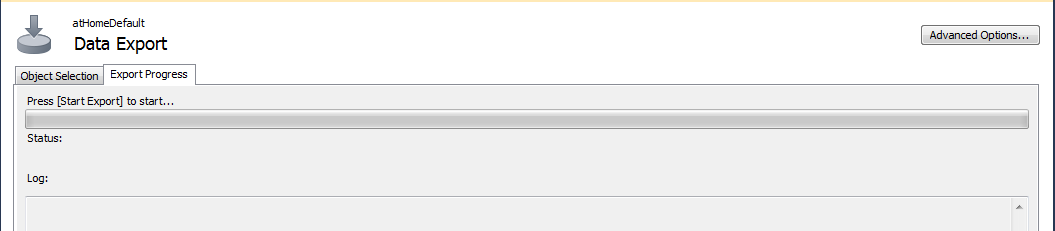 atHomeDefault
Data Export
Advanced Options...
Object Selection
Export Progress
Press [Start Export] to start...
Status:
Log: